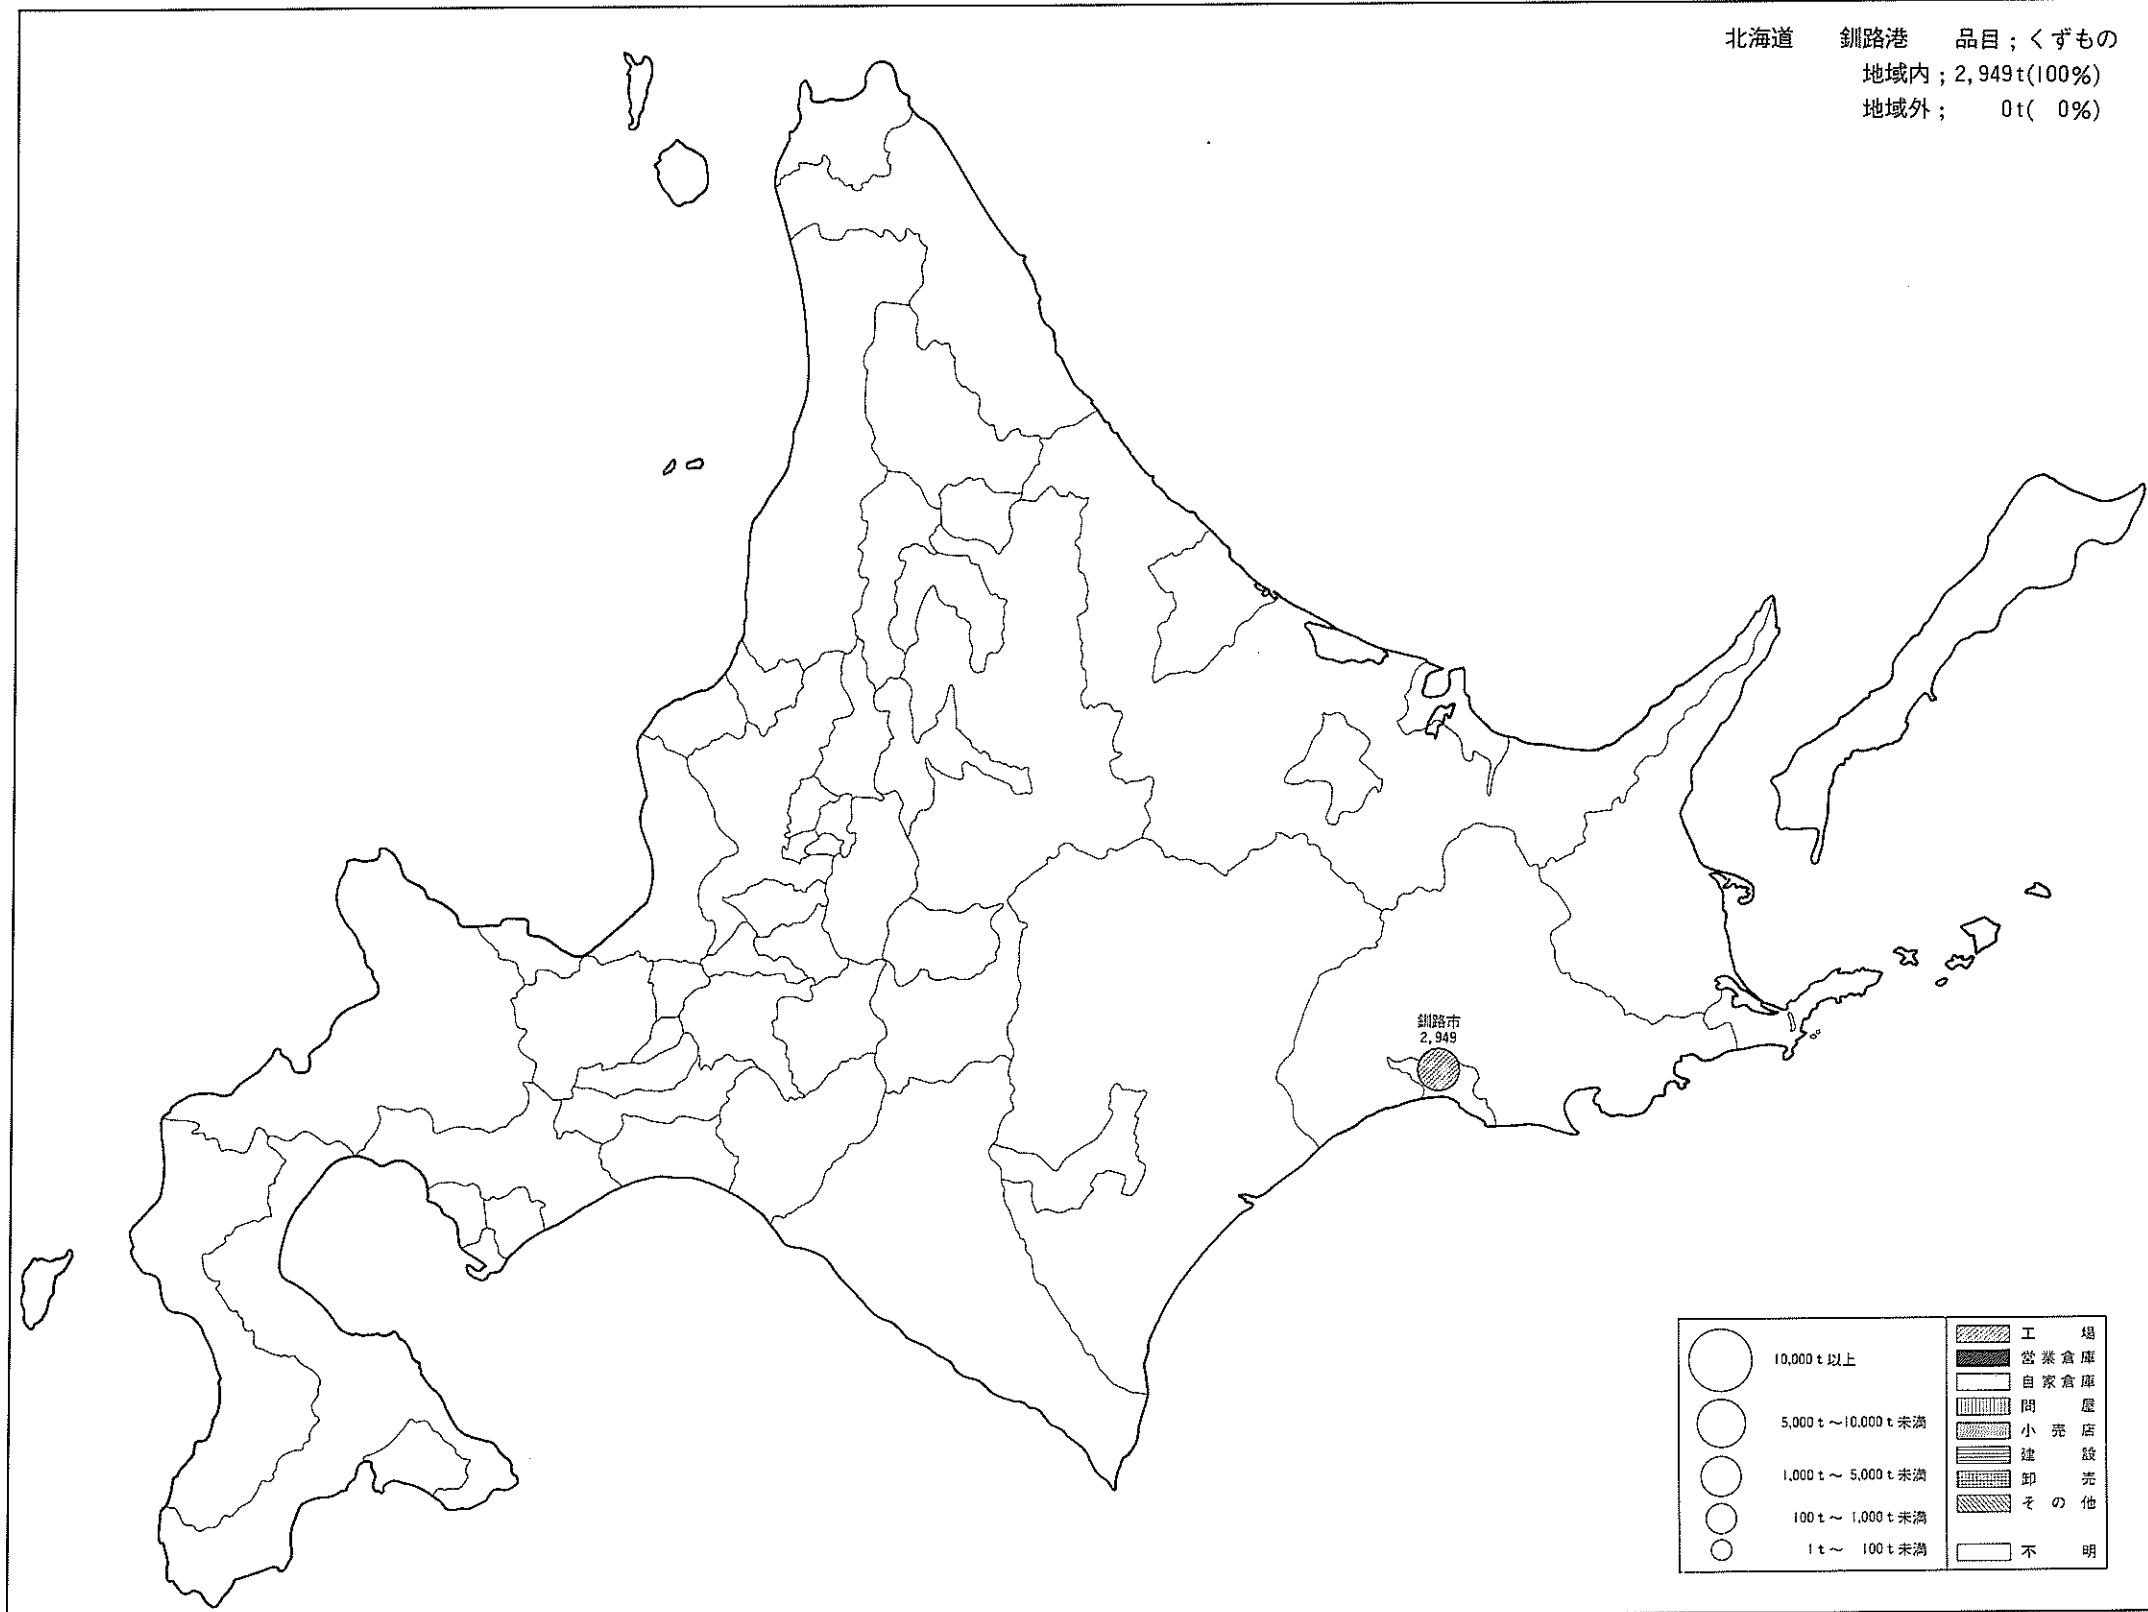 北海道　釧路港　品目；くずもの
地域内；2,949t(100%)
地域外；　0t(　0%)
釧路市
2,949
10,000t以上
5,000t～10,000t未満
1,000t～5,000t未満
100t～1,000t未満
1t～　100t未満
工　　場
営業倉庫
自家倉庫
問　　屋
小　売　店
建　　設
卸　　売
そ　の　他
不　　明